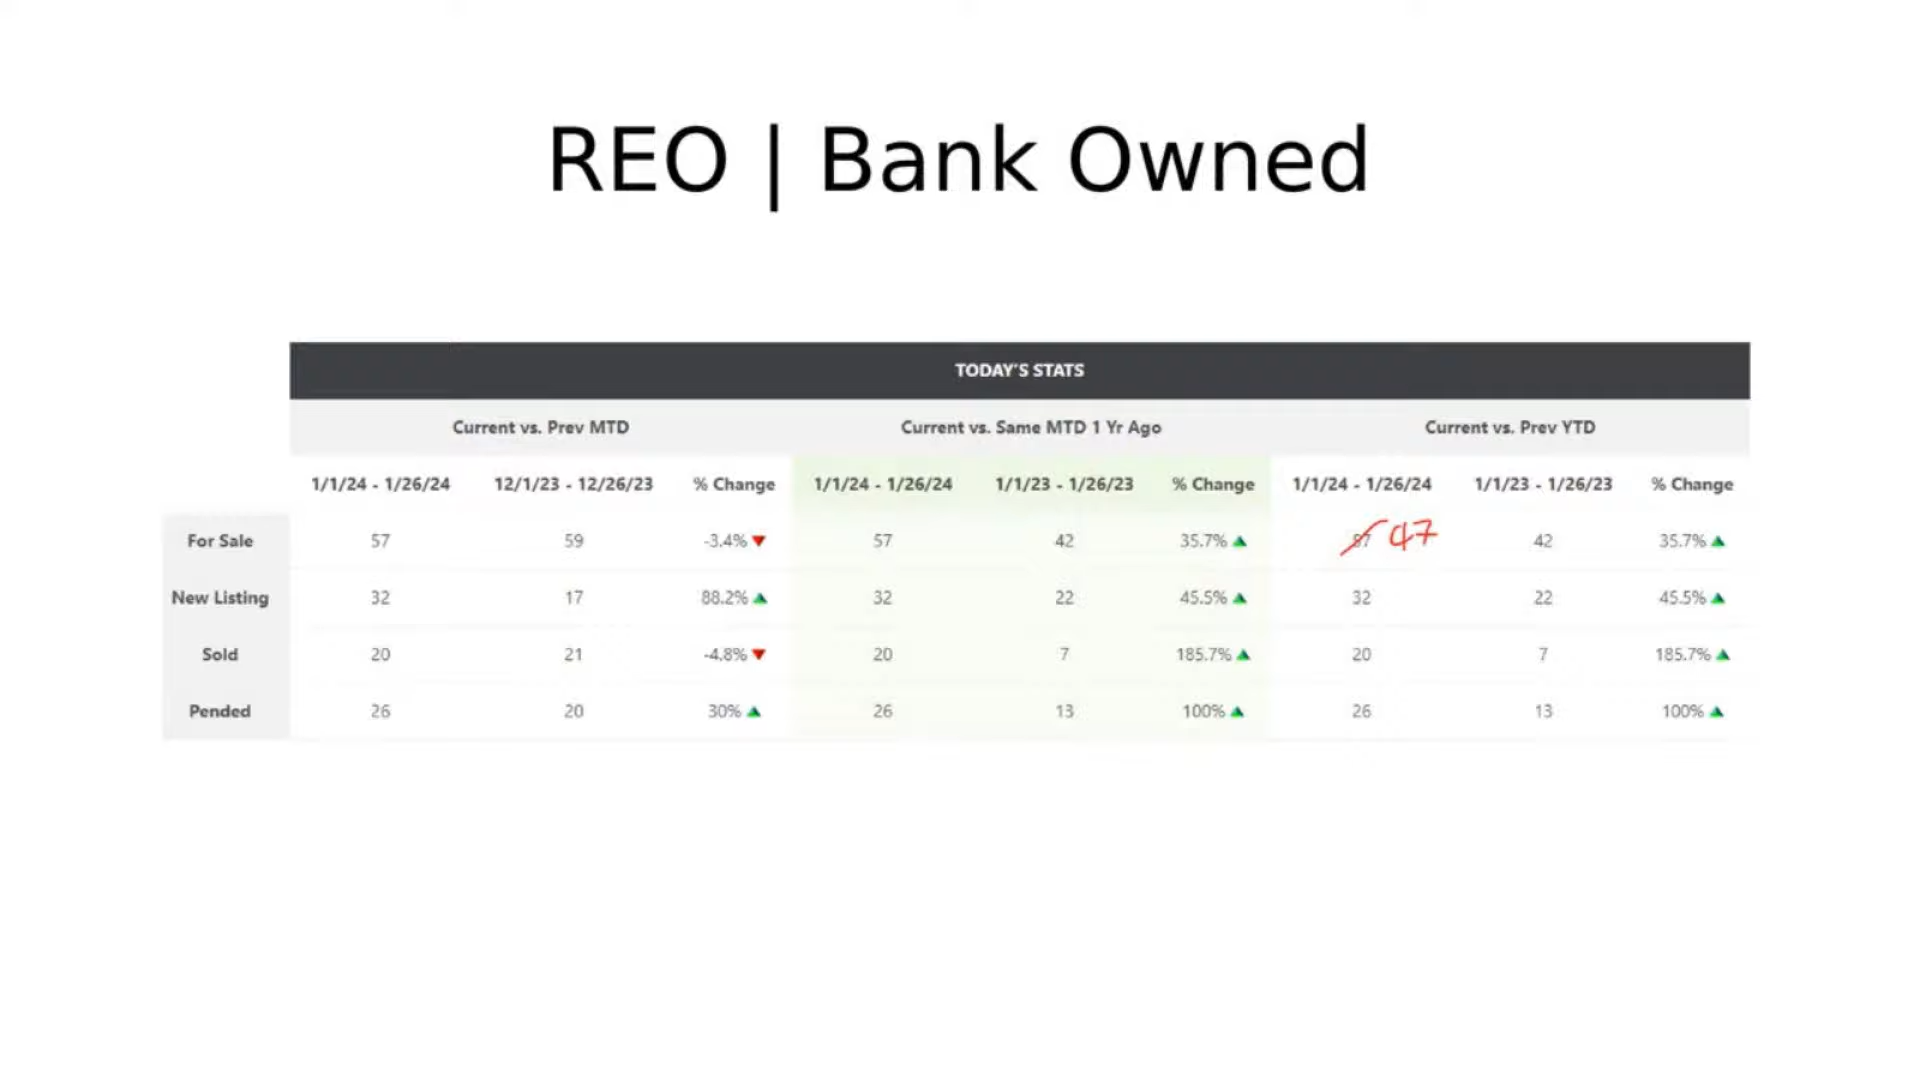 REO | Bank Owned
TODAY'S STATS
Current vs. Prev MTD Current vs. Same MTD 1 Yr Ago Current vs. Prev YTD
1/1/24 - 1/26/24 12/1/23 - 12/26/23 % Change 1/1/24 - 1/26/24 1/1/23 - 1/26/23 % Change 1/1/24 - 1/26/24 1/1/23 - 1/26/23 % Change
For Sale 57 59 -3.4% 57 42 35.7% 57 47 42 35.7%
New Listing 32 17 88.2% 32 22 45.5% 32 22 45.5%
Sold 20 21 -4.8% 20 7 185.7% 20 7 185.7%
Pended 26 20 30% 26 13 100% 26 13 100%